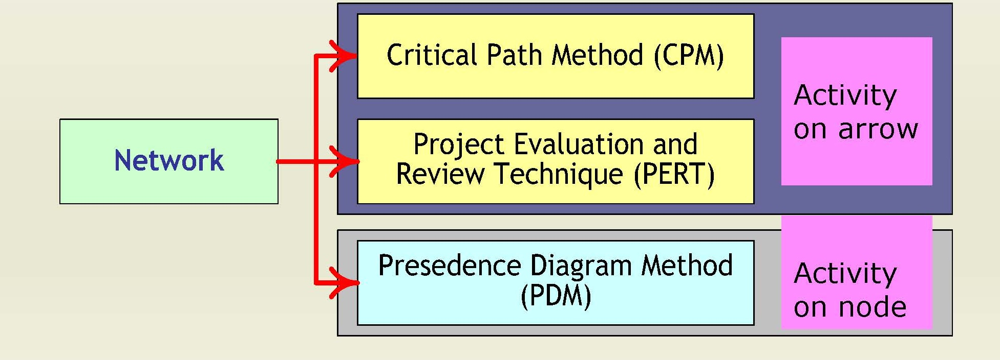 Network
Critical Path Method (CPM)
Project Evaluation and
Review Technique (PERT)
Activity
on arrow
Presedence Diagram Method
(PDM)
Activity
on node